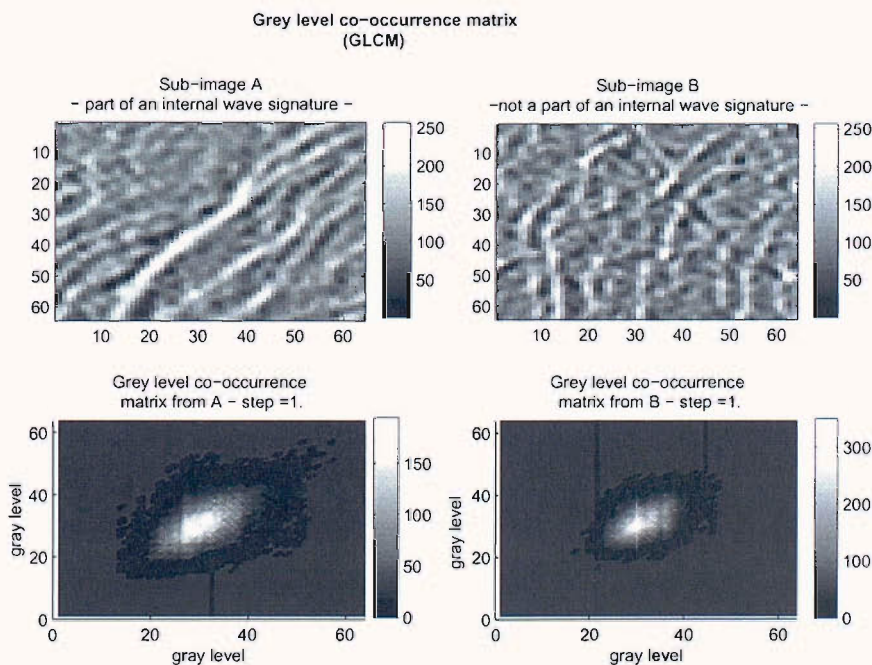 Grey level co-occurrence matrix
(GLCM)
Sub-image A
- part of an internal wave signature -
10
20
30
40
50
60
10 20 30 40 50 60
250
200
150
100
50
Sub-image B
-not a part of an internal wave signature -
10
20
30
40
50
60
10 20 30 40 50 60
250
200
150
100
50
Grey level co-occurrence
matrix from A - step =1.
gray level
60
40
20
0
0 20 40 60
gray level
150
100
50
0
Grey level co-occurrence
matrix from B - step =1.
gray level
60
40
20
0
0 20 40 60
gray level
300
200
100
0